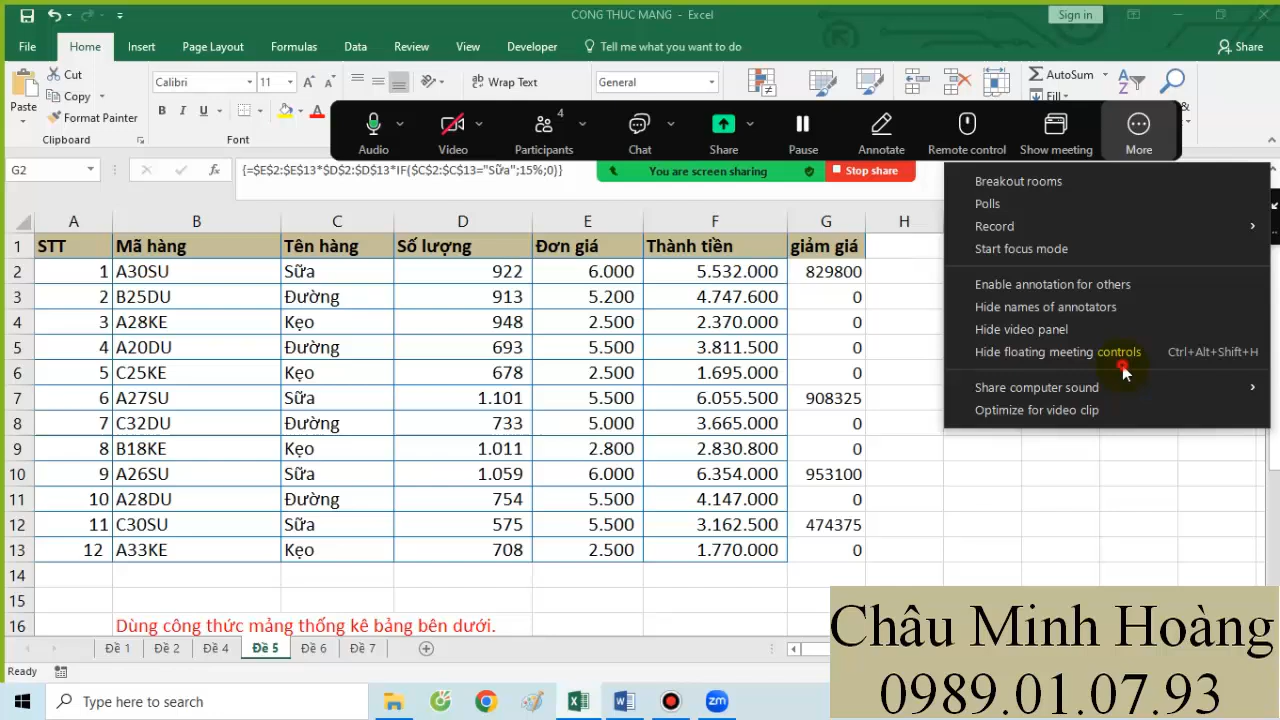 CONG THUC MANG - Excel
Sign in
File Home Insert Page Layout Formulas Data Review View Developer Tell me what you want to do Share
Paste
Cut
Copy
Format Painter
Clipboard
Calibri 11
B I U
Font
Wrap Text
General
AutoSum
Fill
Audio Video Participants 4 Chat Share Pause Annotate Remote control Show meeting More
You are screen sharing Stop share
G2 fx {=$E$2:$E$13*$D$2:$D$13*IF($C$2:$C$13="Sữa";15%;0)}
Breakout rooms
Polls
Record
Start focus mode
Enable annotation for others
Hide names of annotators
Hide video panel
Hide floating meeting controls Ctrl+Alt+Shift+H
Share computer sound
Optimize for video clip
A B C D E F G H
1 STT Mã hàng Tên hàng Số lượng Đơn giá Thành tiền giảm giá
2 1 A30SU Sữa 922 6.000 5.532.000 829800
3 2 B25DU Đường 913 5.200 4.747.600 0
4 3 A28KE Kẹo 948 2.500 2.370.000 0
5 4 A20DU Đường 693 5.500 3.811.500 0
6 5 C25KE Kẹo 678 2.500 1.695.000 0
7 6 A27SU Sữa 1.101 5.500 6.055.500 908325
8 7 C32DU Đường 733 5.000 3.665.000 0
9 8 B18KE Kẹo 1.011 2.800 2.830.800 0
10 9 A26SU Sữa 1.059 6.000 6.354.000 953100
11 10 A28DU Đường 754 5.500 4.147.000 0
12 11 C30SU Sữa 575 5.500 3.162.500 474375
13 12 A33KE Kẹo 708 2.500 1.770.000 0
14
15
16 Dùng công thức mảng thống kê bảng bên dưới.
Đề 1 Đề 2 Đề 4 Đề 5 Đề 6 Đề 7
Ready
Type here to search
Châu Minh Hoàng
0989.01.07.93